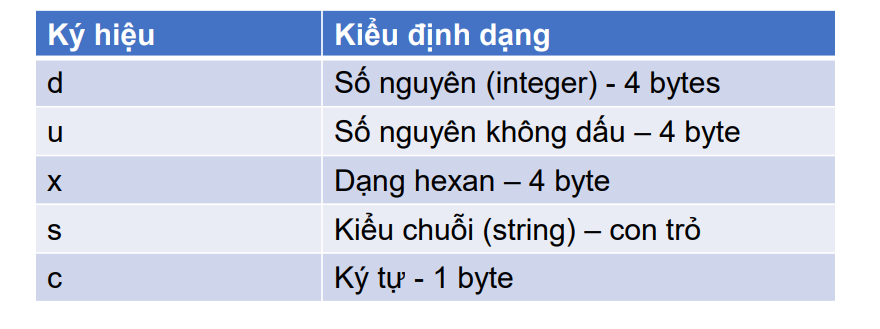 Ký hiệu Kiểu định dạng
d Số nguyên (integer) - 4 bytes
u Số nguyên không dấu – 4 byte
x Dạng hexan – 4 byte
s Kiểu chuỗi (string) – con trỏ
c Ký tự - 1 byte